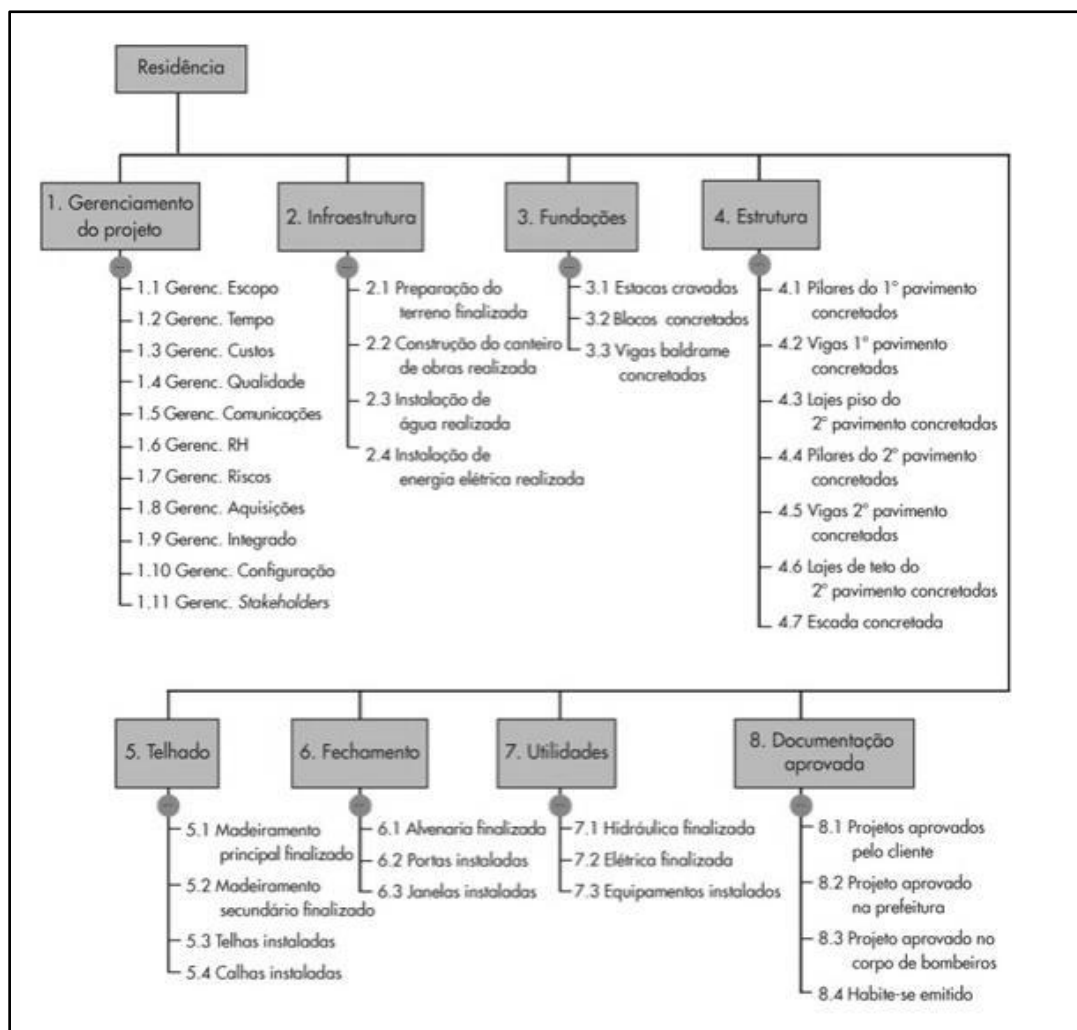 Residência
1. Gerenciamento
do projeto
1.1 Gerenc. Escopo
1.2 Gerenc. Tempo
1.3 Gerenc. Custos
1.4 Gerenc. Qualidade
1.5 Gerenc. Comunicações
1.6 Gerenc. RH
1.7 Gerenc. Riscos
1.8 Gerenc. Aquisições
1.9 Gerenc. Integrado
1.10 Gerenc. Configuração
1.11 Gerenc. Stakeholders
2. Infraestrutura
2.1 Preparação do
terreno finalizada
2.2 Construção do canteiro
de obras realizada
2.3 Instalação de
água realizada
2.4 Instalação de
energia elétrica realizada
3. Fundações
3.1 Estacas cravadas
3.2 Blocos concretados
3.3 Vigas baldrame
concretadas
4. Estrutura
4.1 Pilares do 1º pavimento
concretados
4.2 Vigas 1º pavimento
concretadas
4.3 Lajes piso do
2º pavimento concretadas
4.4 Pilares do 2º pavimento
concretados
4.5 Vigas 2º pavimento
concretadas
4.6 Lajes de teto do
2º pavimento concretadas
4.7 Escada concretada
5. Telhado
5.1 Madeiramento
principal finalizado
5.2 Madeiramento
secundário finalizado
5.3 Telhas instaladas
5.4 Calhas instaladas
6. Fechamento
6.1 Alvenaria finalizada
6.2 Portas instaladas
6.3 Janelas instaladas
7. Utilidades
7.1 Hidráulica finalizada
7.2 Elétrica finalizada
7.3 Equipamentos instalados
8. Documentação
aprovada
8.1 Projetos aprovados
pelo cliente
8.2 Projeto aprovado
na prefeitura
8.3 Projeto aprovado no
corpo de bombeiros
8.4 Habite-se emitido